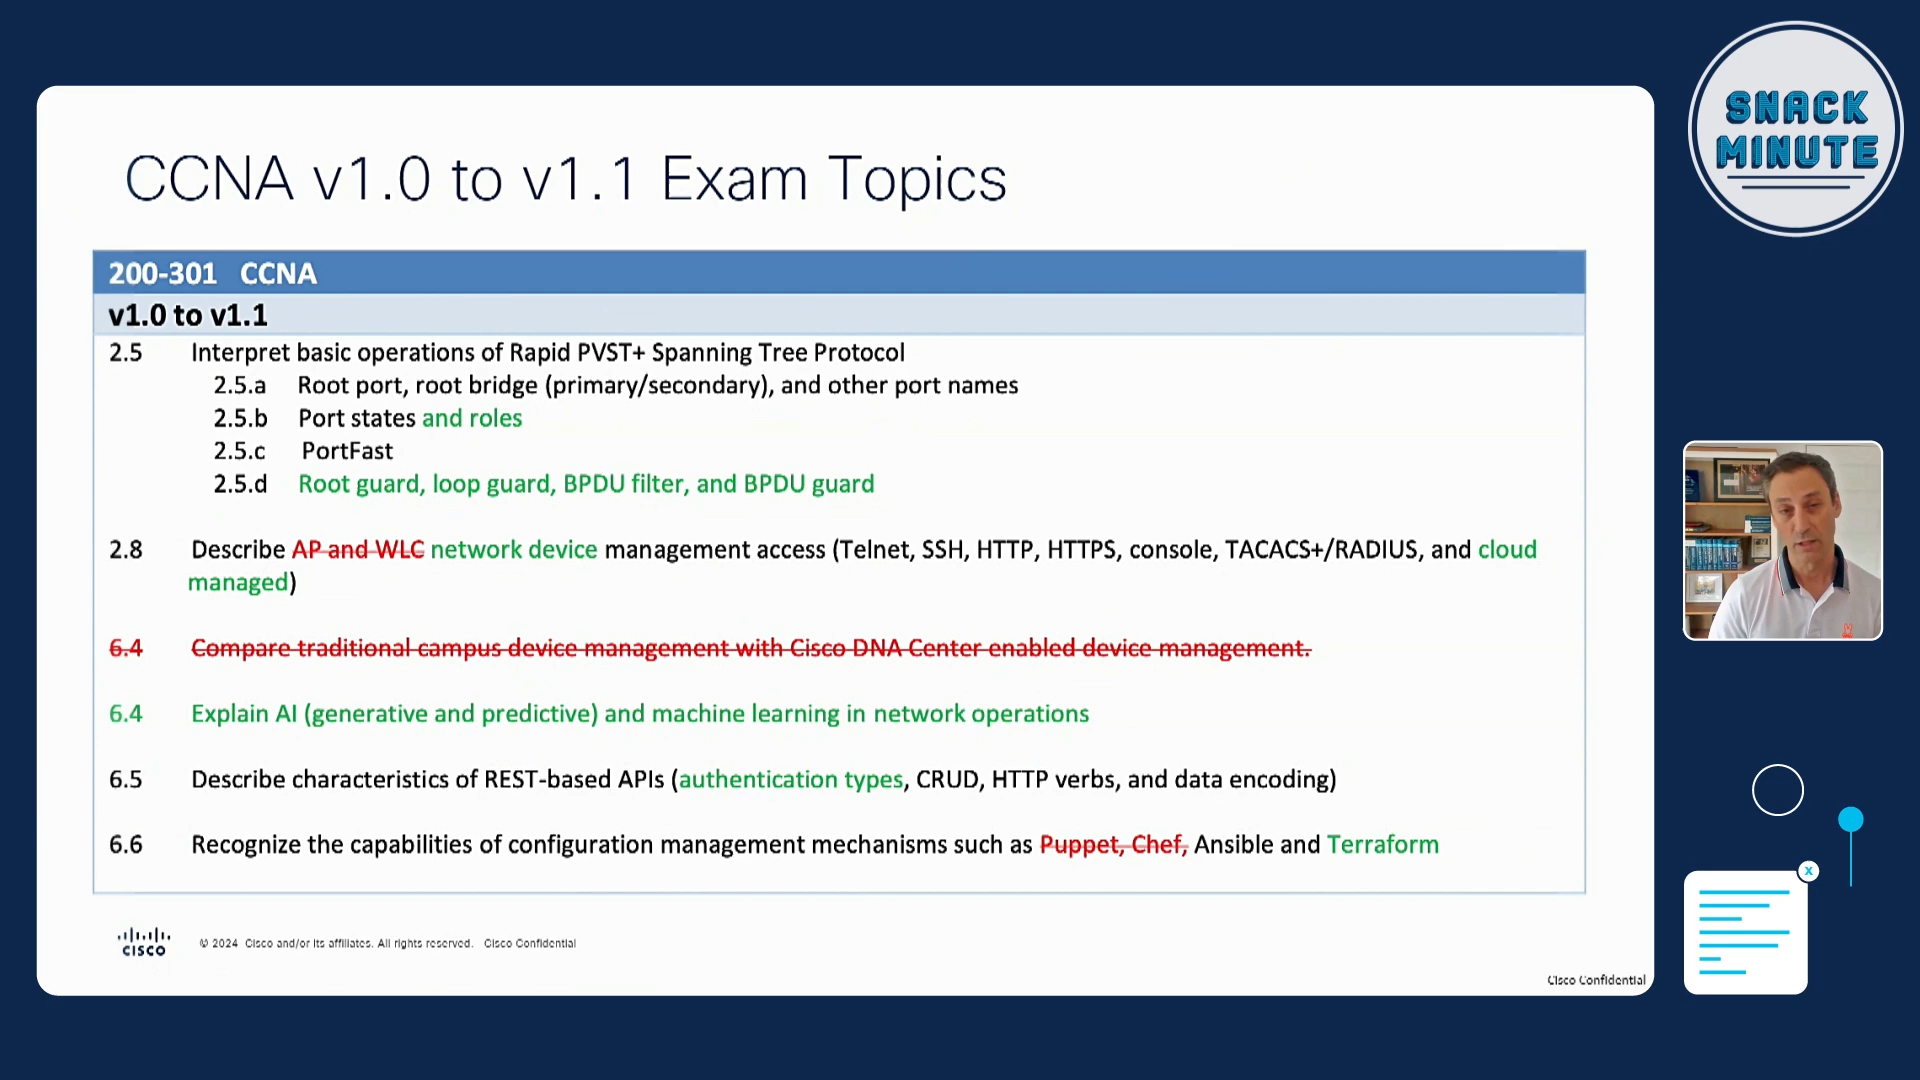 SNACK
MINUTE
CCNA v1.0 to v1.1 Exam Topics
200-301 CCNA
v1.0 to v1.1
2.5 Interpret basic operations of Rapid PVST+ Spanning Tree Protocol
2.5.a Root port, root bridge (primary/secondary), and other port names
2.5.b Port states and roles
2.5.c PortFast
2.5.d Root guard, loop guard, BPDU filter, and BPDU guard
2.8 Describe AP and WLC network device management access (Telnet, SSH, HTTP, HTTPS, console, TACACS+/RADIUS, and cloud
managed)
6.4 Compare traditional campus device management with Cisco DNA Center enabled device management.
6.4 Explain AI (generative and predictive) and machine learning in network operations
6.5 Describe characteristics of REST-based APIs (authentication types, CRUD, HTTP verbs, and data encoding)
6.6 Recognize the capabilities of configuration management mechanisms such as Puppet, Chef, Ansible and Terraform
CISCO
© 2024 Cisco and/or its affiliates. All rights reserved. Cisco Confidential
Cisco Confidential
x